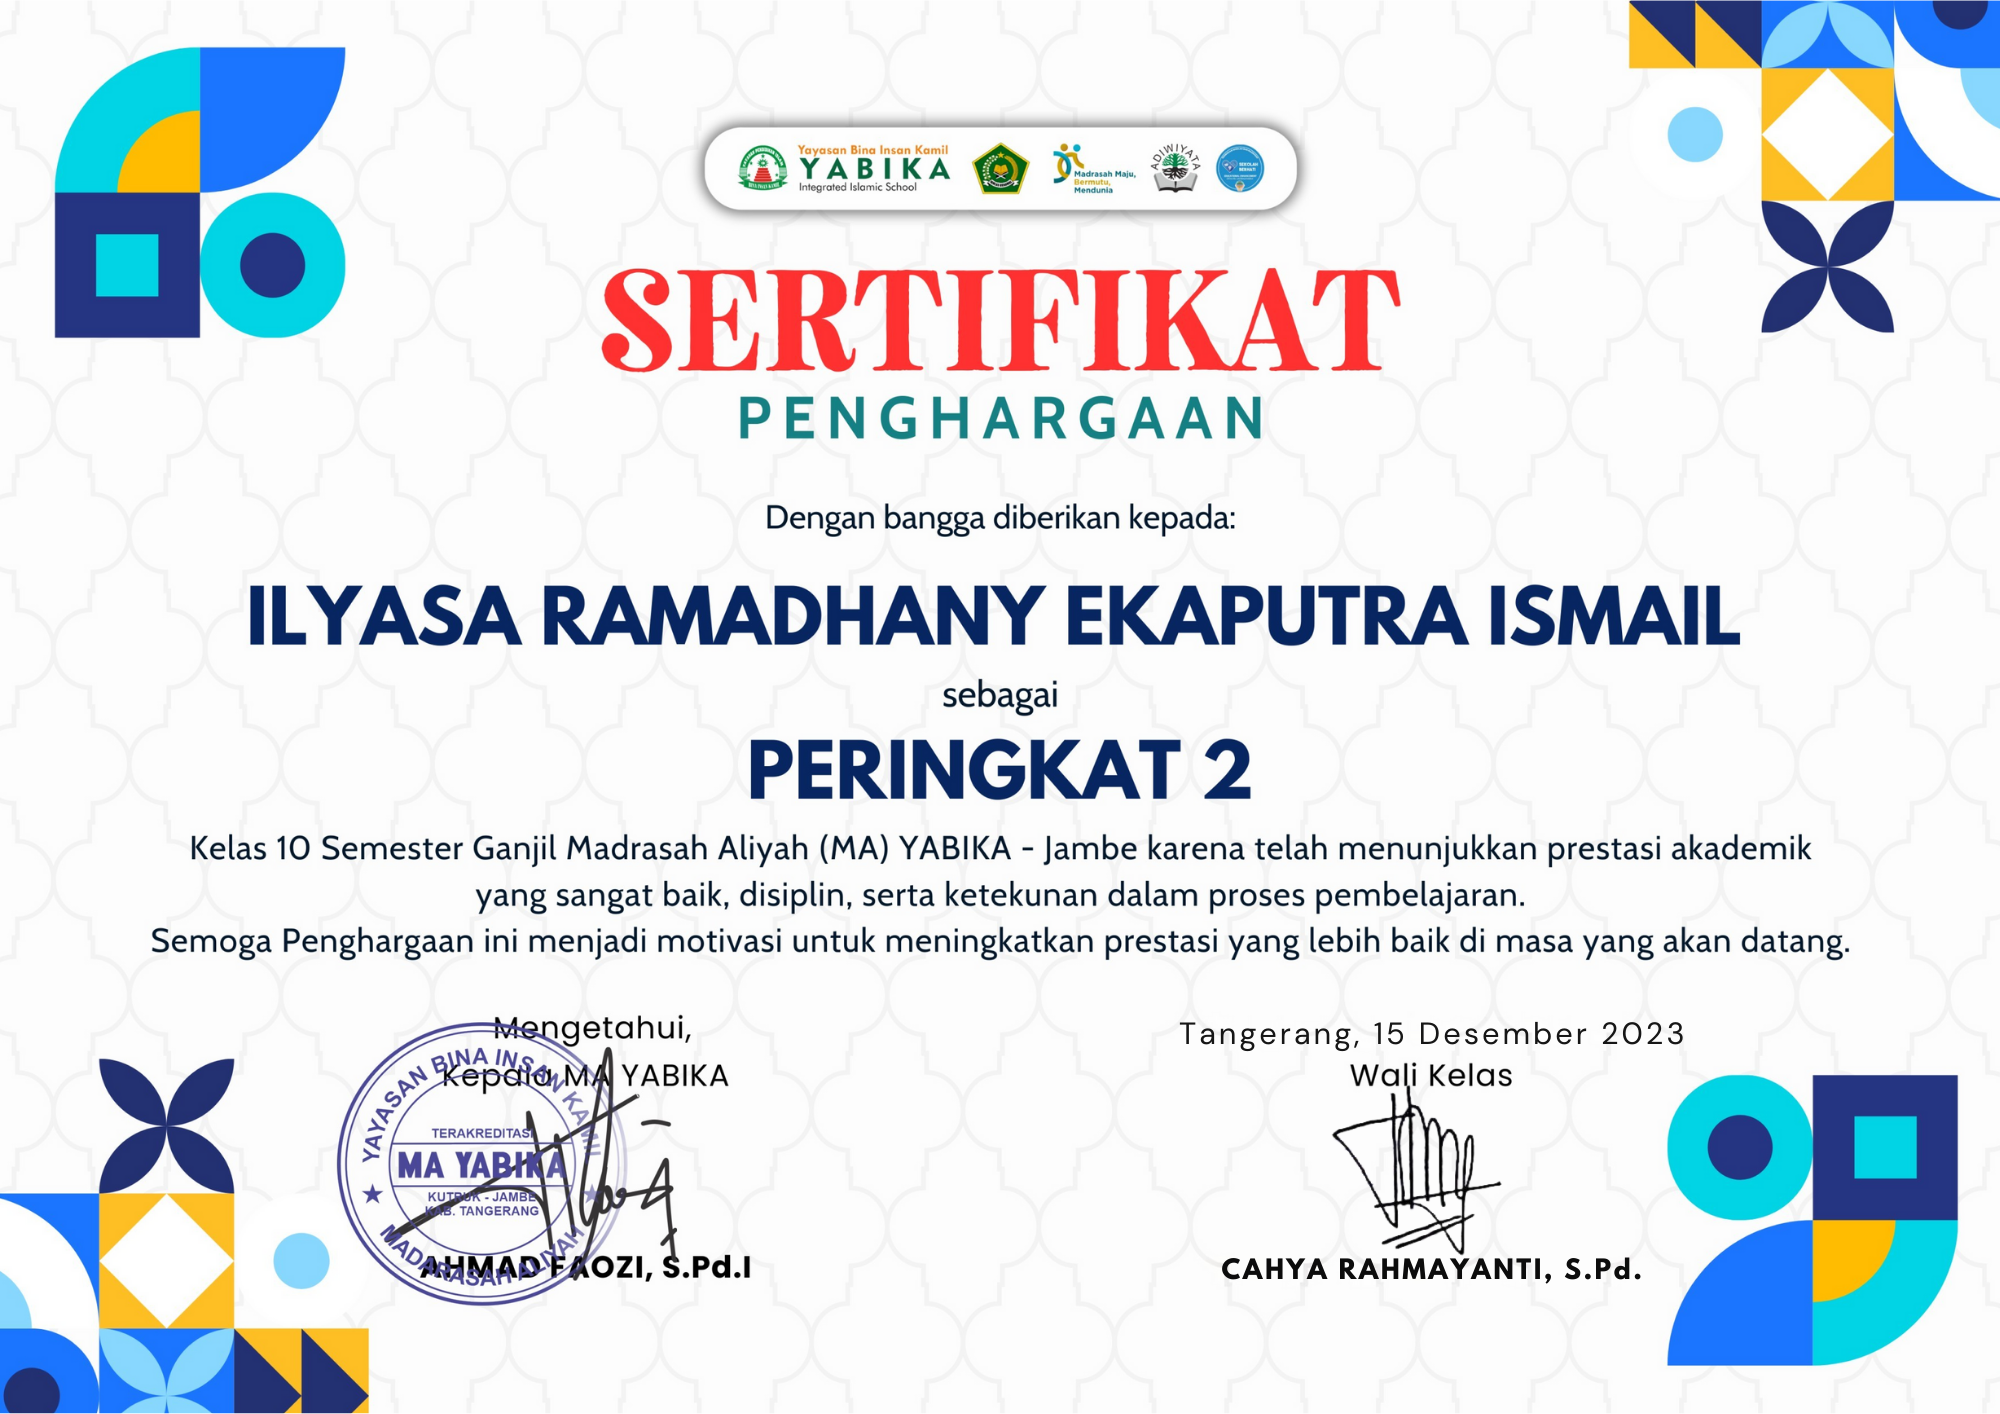 Yayasan Bina Insan Kamil
YABIKA
Integrated Islamic School
Madrasah Maju,
Bermutu,
Mendunia
ADIWIYATA
SERTIFIKAT
PENGHARGAAN
Dengan bangga diberikan kepada:
ILYASA RAMADHANY EKAPUTRA ISMAIL
sebagai
PERINGKAT 2
Kelas 10 Semester Ganjil Madrasah Aliyah (MA) YABIKA - Jambe karena telah menunjukkan prestasi akademik
yang sangat baik, disiplin, serta ketekunan dalam proses pembelajaran.
Semoga Penghargaan ini menjadi motivasi untuk meningkatkan prestasi yang lebih baik di masa yang akan datang.
Mengetahui,
Kepala MA YABIKA
YAYASAN BINA INSAN KAMIL
TERAKREDITASI
MA YABIKA
KUTRUK - JAMBE
KAB. TANGERANG
MADARASAH ALIYAH
AHMAD FAOZI, S.Pd.I
Tangerang, 15 Desember 2023
Wali Kelas
CAHYA RAHMAYANTI, S.Pd.